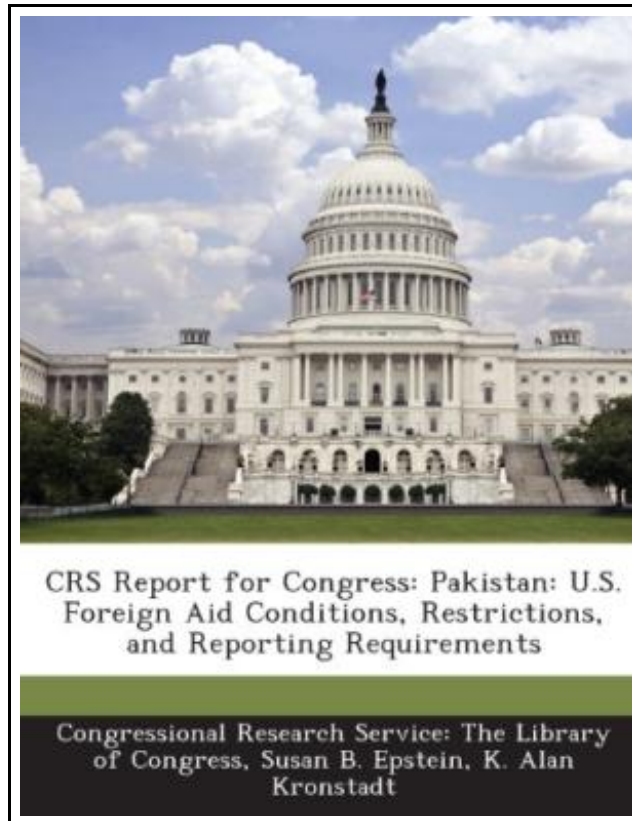 CRS Report for Congress: Pakistan: U.S.
Foreign Aid Conditions, Restrictions,
and Reporting Requirements
Congressional Research Service: The Library
of Congress, Susan B. Epstein, K. Alan
Kronstadt